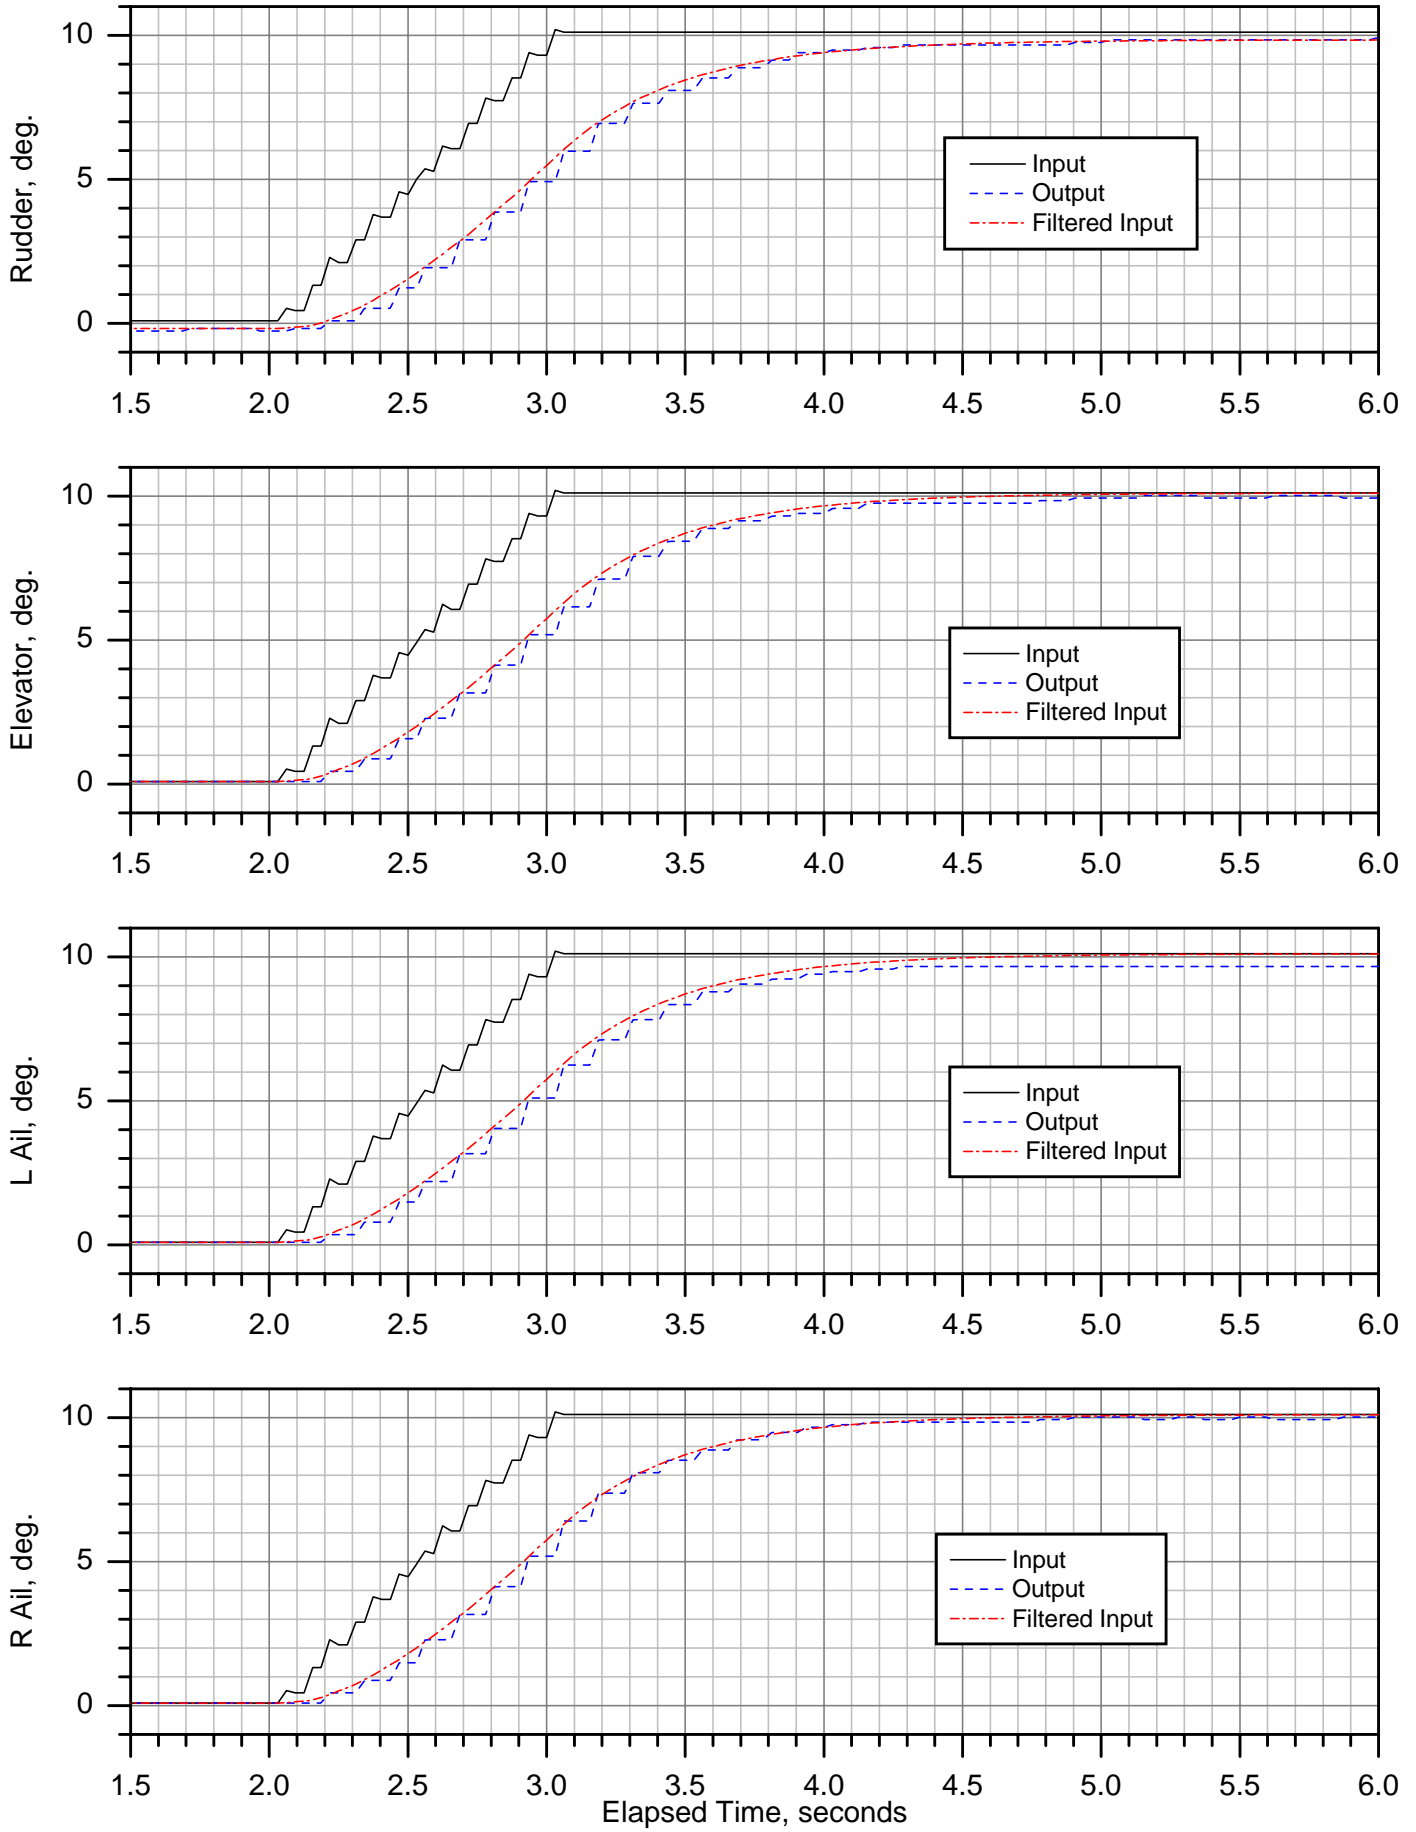 Rudder, deg.
10
5
0
Input
Output
Filtered Input
1.5 2.0 2.5 3.0 3.5 4.0 4.5 5.0 5.5 6.0
Elevator, deg.
10
5
0
Input
Output
Filtered Input
1.5 2.0 2.5 3.0 3.5 4.0 4.5 5.0 5.5 6.0
L Ail, deg.
10
5
0
Input
Output
Filtered Input
1.5 2.0 2.5 3.0 3.5 4.0 4.5 5.0 5.5 6.0
R Ail, deg.
10
5
0
Input
Output
Filtered Input
1.5 2.0 2.5 3.0 3.5 4.0 4.5 5.0 5.5 6.0
Elapsed Time, seconds